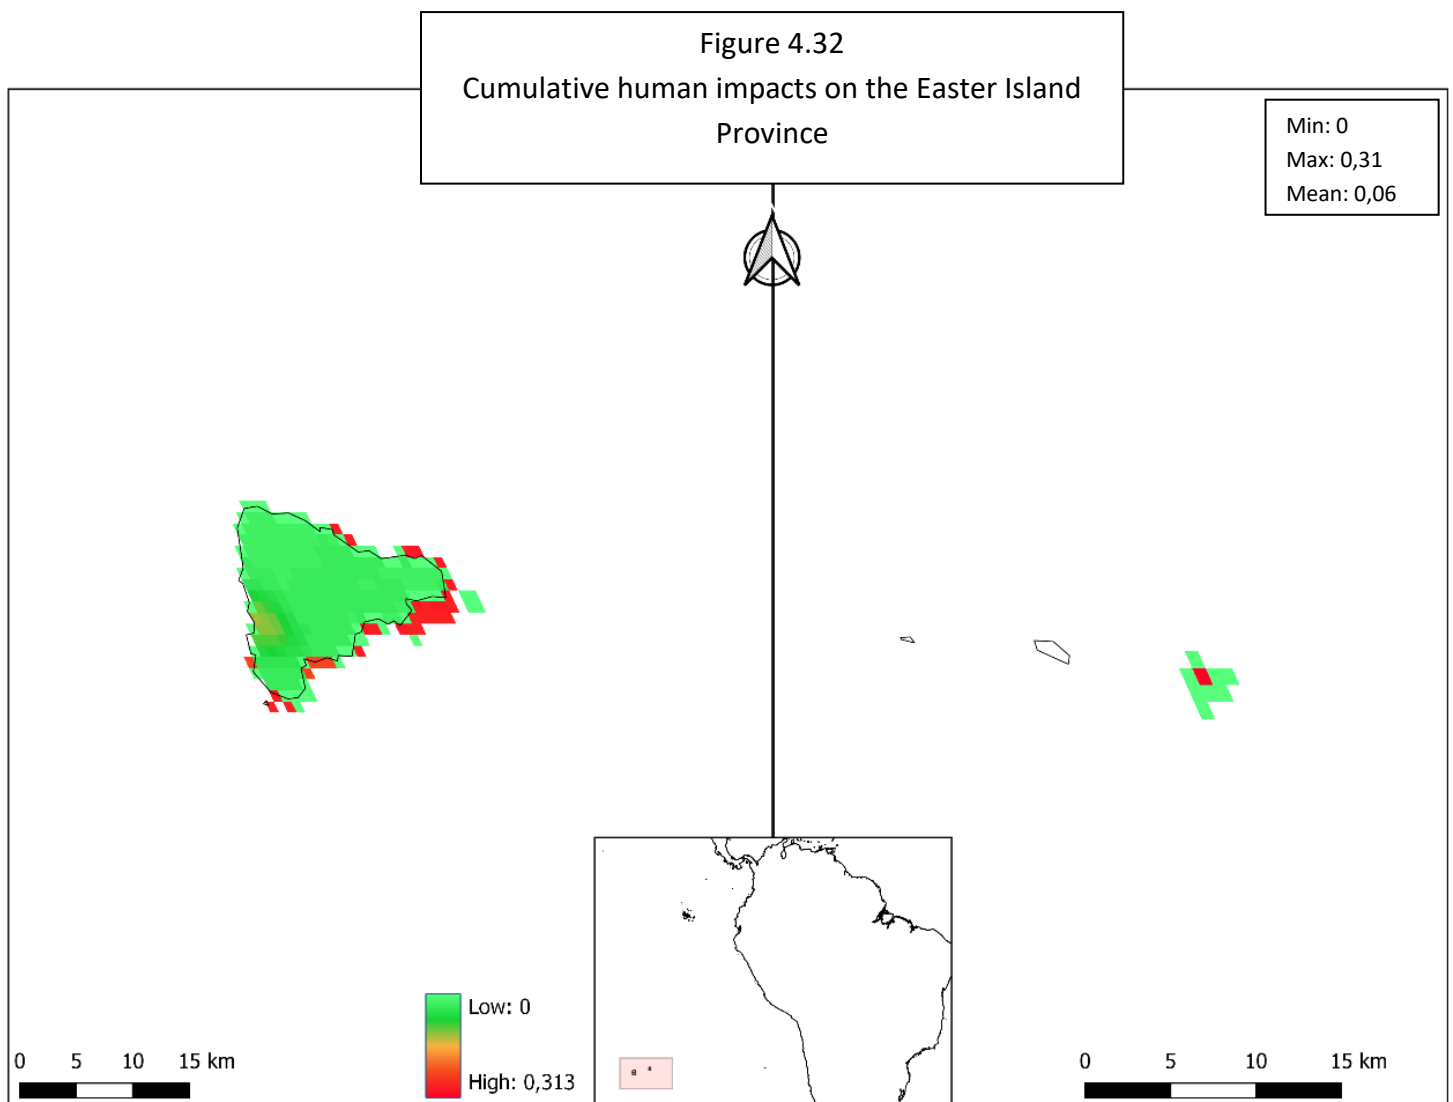 Figure 4.32
Cumulative human impacts on the Easter Island
Province
Min: 0
Max: 0,31
Mean: 0,06
Low: 0
High: 0,313
0 5 10 15 km
0 5 10 15 km